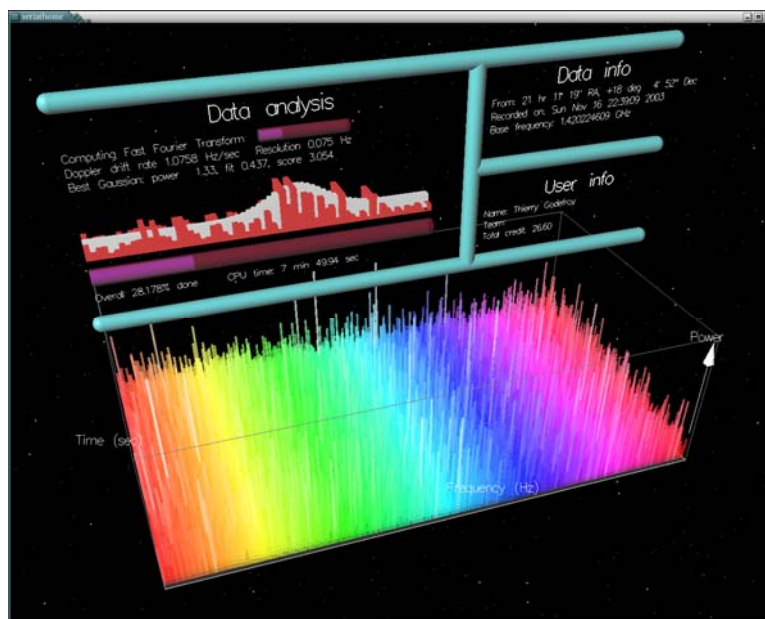 setiathome
Data analysis
Computing Fast Fourier Transform
Doppler drift rate 1.0758 Hz/sec Resolution 0.075 Hz
Best Gaussian: power 1.33, fit 0.437, score 3.054
Overall 28.178% done CPU time: 7 min 49.94 sec
Data info
From: 21 hr 11' 19" RA, +18 deg 4' 52" Dec
Recorded on: Sun Nov 16 22:39:09 2003
Base frequency: 1.420224609 GHz
User info
Name: Thierry Godefroy
Team:
Total credit: 26.60
Power
Time (sec)
Frequency (Hz)